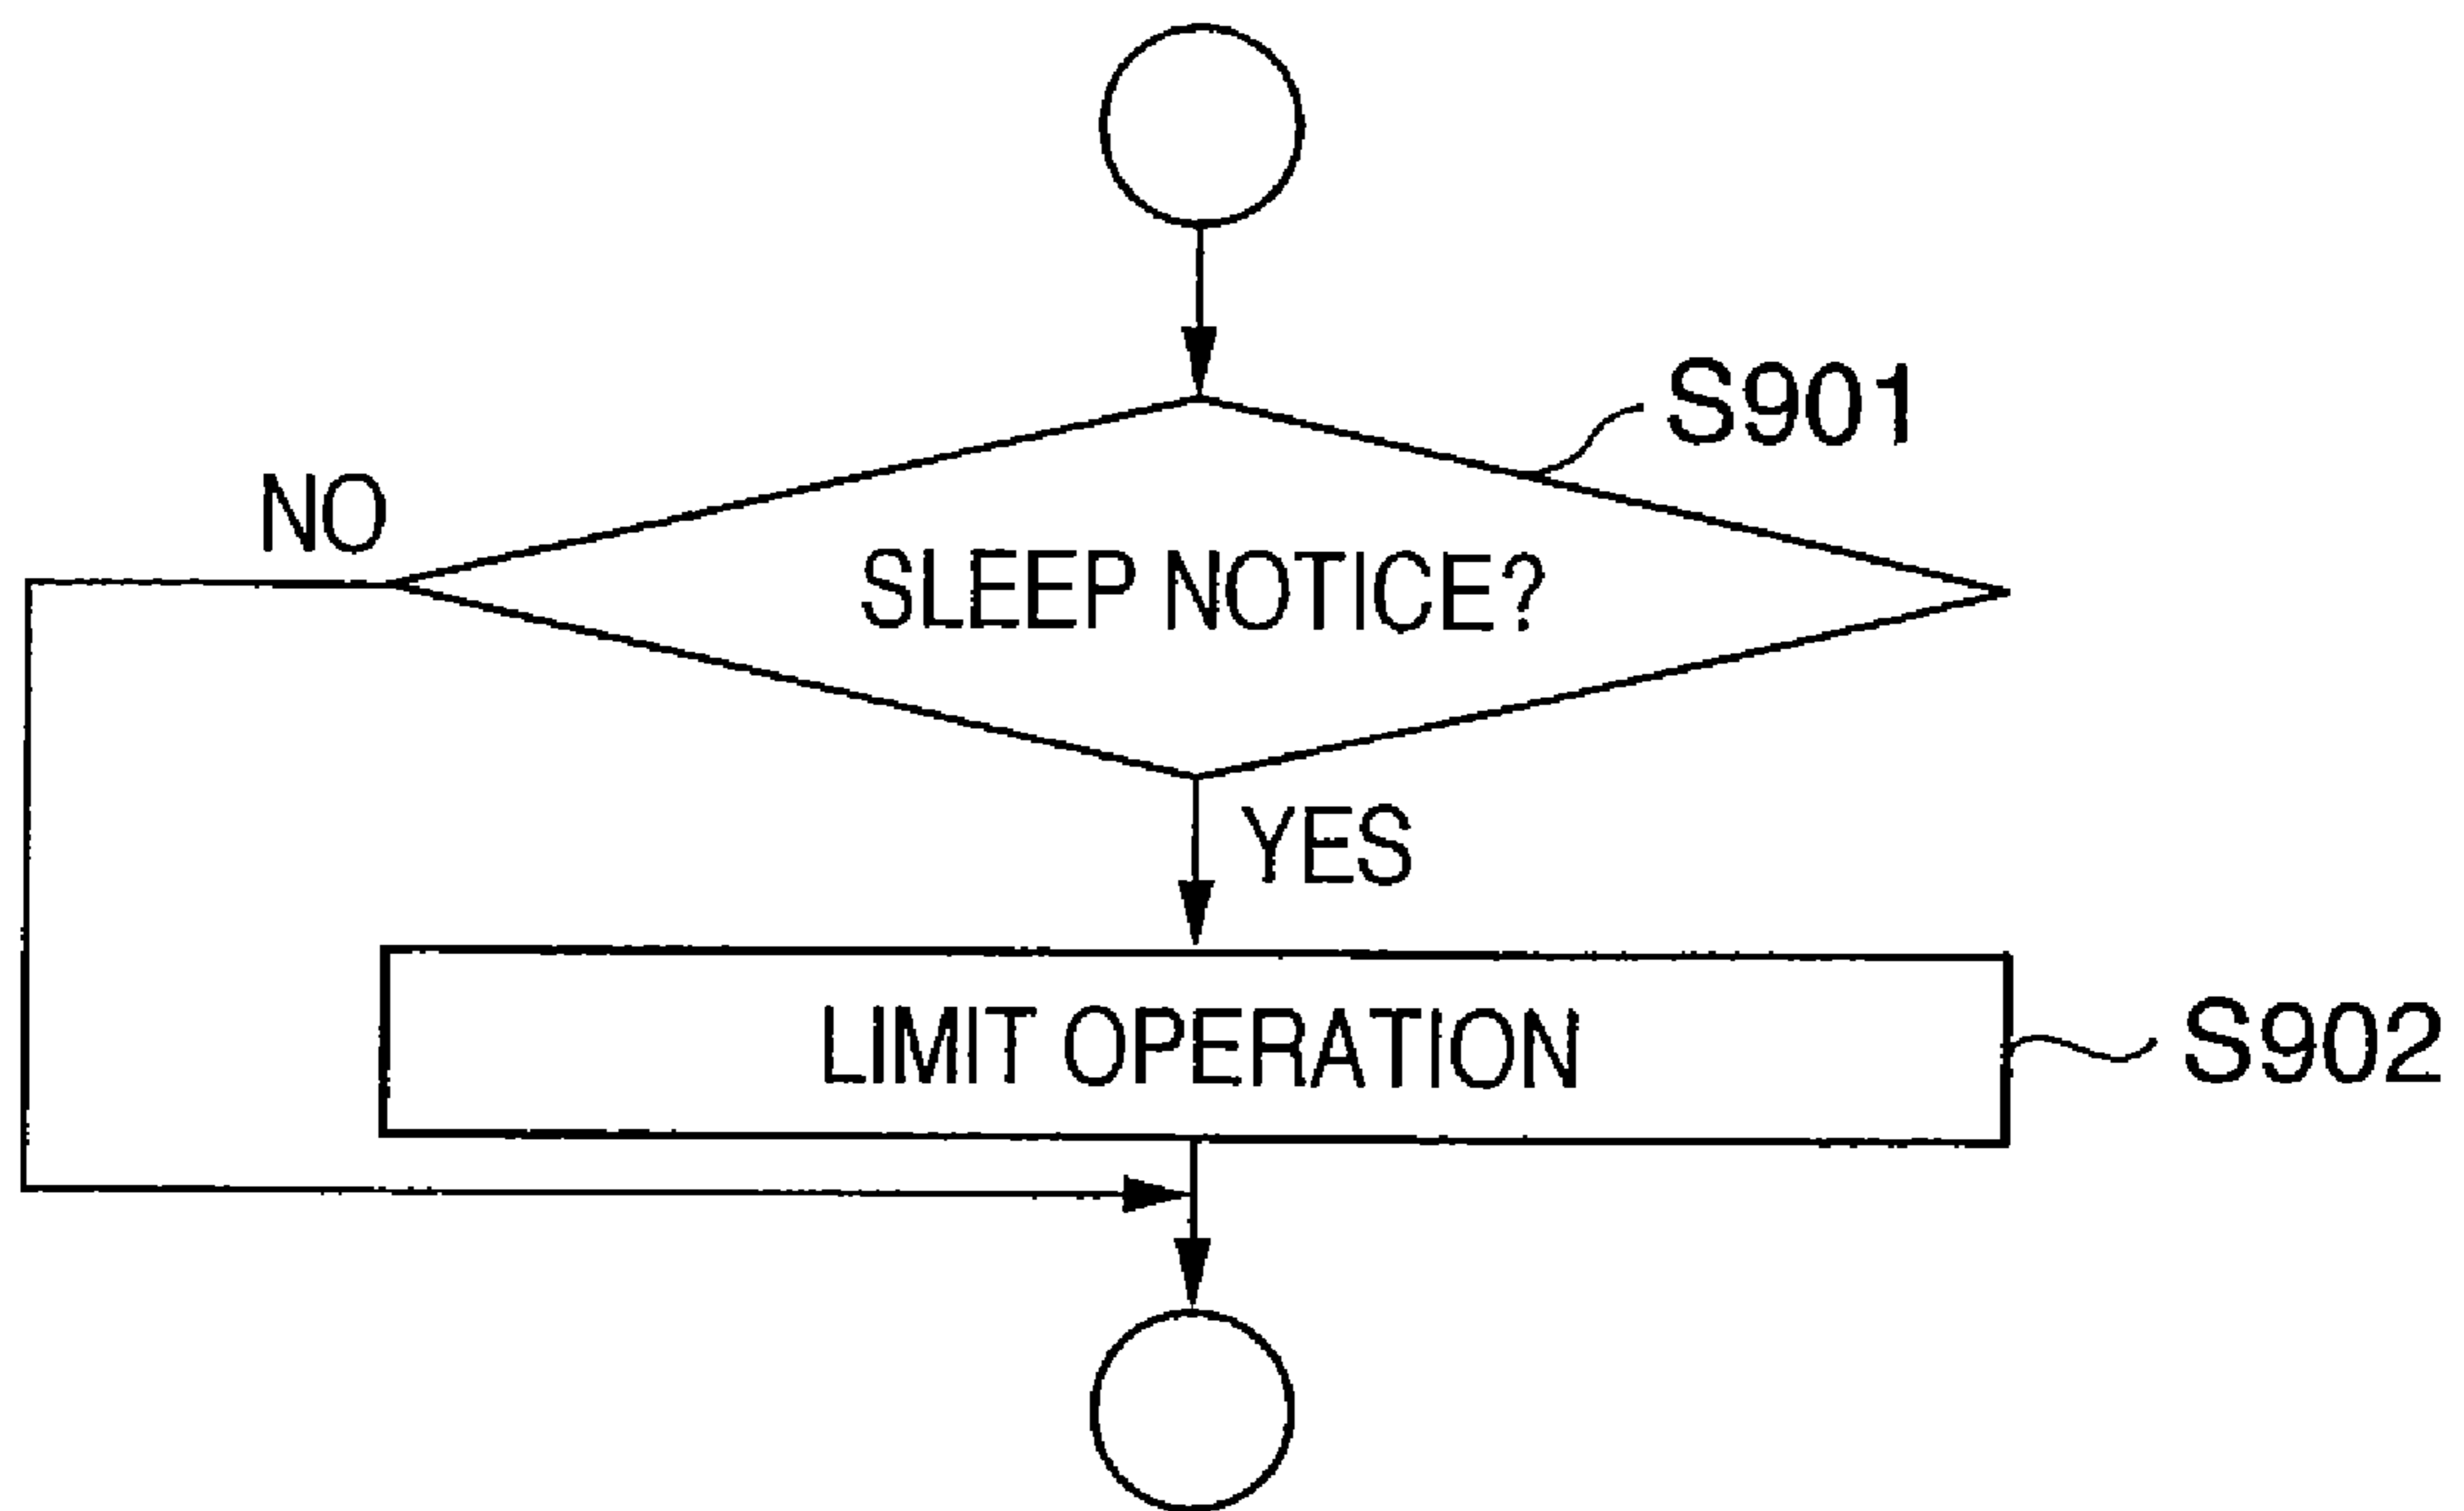 S901
NO
SLEEP NOTICE?
YES
LIMIT OPERATION
S902